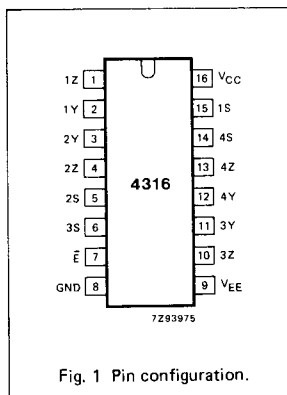 1Z 1 16 VCC
1Y 2 15 1S
2Y 3 14 4S
2Z 4 13 4Z
4316
2S 5 12 4Y
3S 6 11 3Y
Ē 7 10 3Z
GND 8 9 VEE
7Z93975
Fig. 1 Pin configuration.